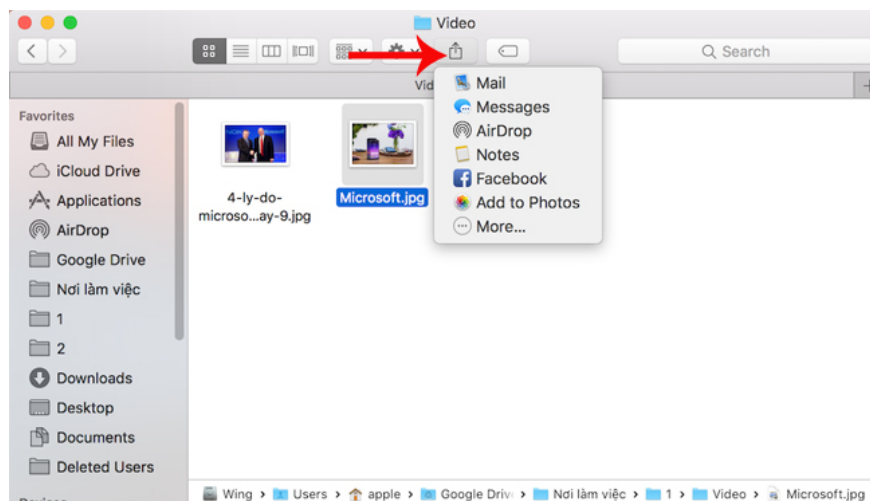 Video
Search
Vid
Mail
Messages
AirDrop
Notes
Facebook
Add to Photos
More...
Favorites
All My Files
iCloud Drive
Applications
AirDrop
Google Drive
Nơi làm việc
1
2
Downloads
Desktop
Documents
Deleted Users
4-ly-do-
microso...ay-9.jpg
Microsoft.jpg
Wing > Users > apple > Google Driv > Nơi làm việc > 1 > Video > Microsoft.jpg